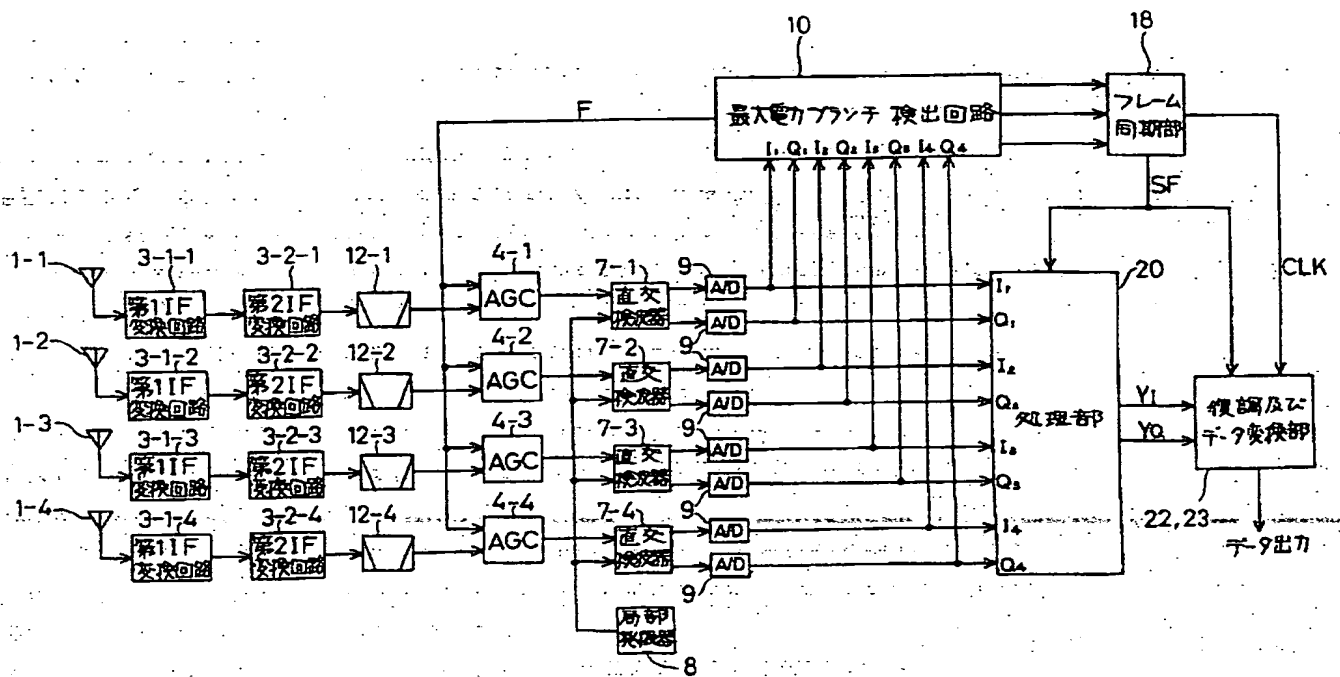 10
18
最大電力ブランチ検出回路
I₁ Q₁ I₂ Q₂ I₃ Q₃ I₄ Q₄
フレーム
同期部
F
SF
CLK
1-1
3-1-1
第1IF
変換回路
3-2-1
第2IF
変換回路
12-1
4-1
AGC
7-1
直交
検波器
9
A/D
9
A/D
1-2
3-1-2
第1IF
変換回路
3-2-2
第2IF
変換回路
12-2
4-2
AGC
7-2
直交
検波器
9
A/D
9
A/D
1-3
3-1-3
第1IF
変換回路
3-2-3
第2IF
変換回路
12-3
4-3
AGC
7-3
直交
検波器
9
A/D
9
A/D
1-4
3-1-4
第1IF
変換回路
3-2-4
第2IF
変換回路
12-4
4-4
AGC
7-4
直交
検波器
9
A/D
9
A/D
局部
発振器
8
20
I₁
Q₁
I₂
Q₂
処理部
I₃
Q₃
I₄
Q₄
YI
YQ
復調及び
データ変換部
22,23
データ出力